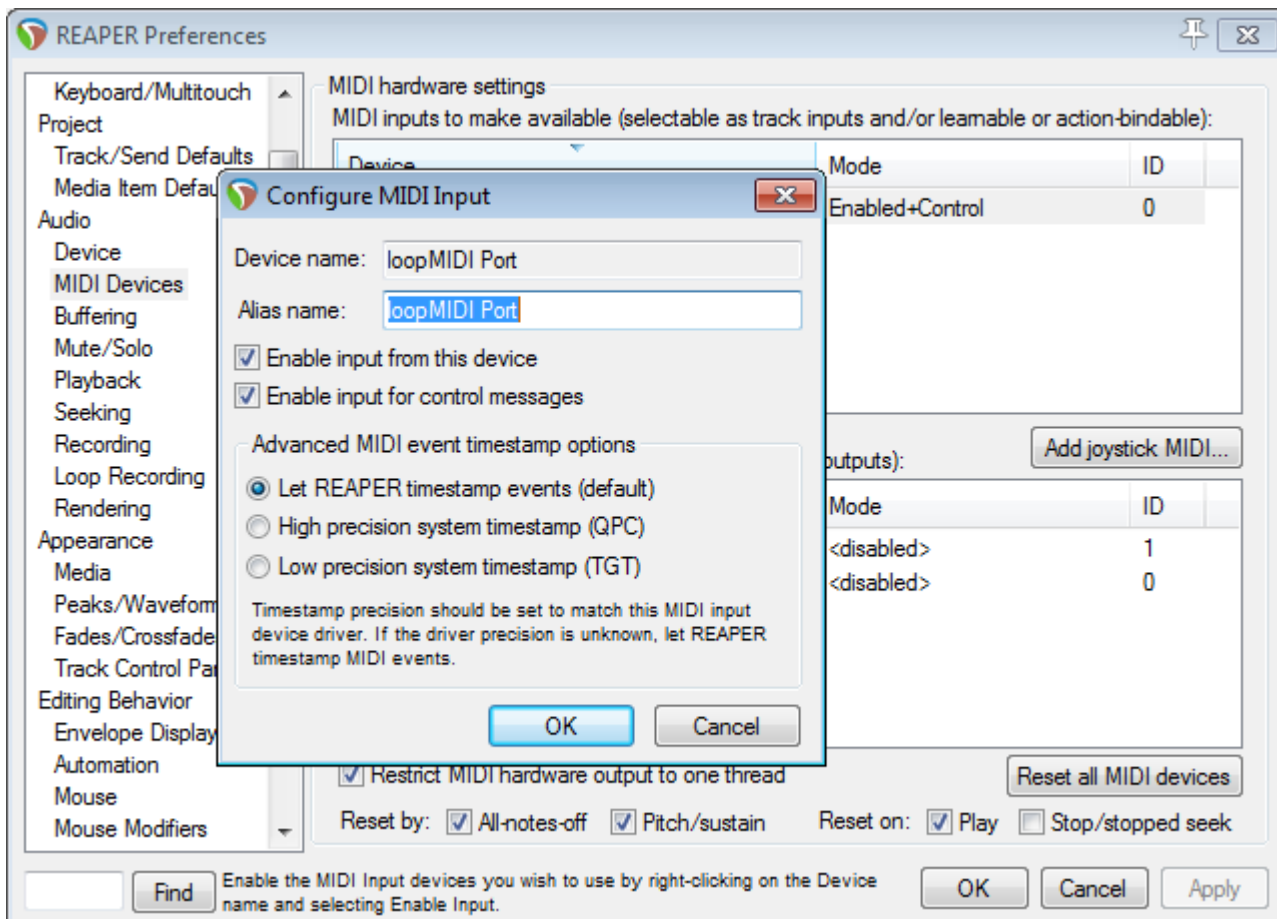 REAPER Preferences
Keyboard/Multitouch
Project
Track/Send Defaults
Media Item Defau
Audio
Device
MIDI Devices
Buffering
Mute/Solo
Playback
Seeking
Recording
Loop Recording
Rendering
Appearance
Media
Peaks/Waveform
Fades/Crossfade
Track Control Pa
Editing Behavior
Envelope Display
Automation
Mouse
Mouse Modifiers
Find
MIDI hardware settings
MIDI inputs to make available (selectable as track inputs and/or learnable or action-bindable):
Device Mode ID
Enabled+Control 0
Configure MIDI Input
Device name: loopMIDI Port
Alias name: loopMIDI Port
Enable input from this device
Enable input for control messages
Advanced MIDI event timestamp options
Let REAPER timestamp events (default)
High precision system timestamp (QPC)
Low precision system timestamp (TGT)
Timestamp precision should be set to match this MIDI input
device driver. If the driver precision is unknown, let REAPER
timestamp MIDI events.
OK Cancel
outputs): Add joystick MIDI...
Mode ID
<disabled> 1
<disabled> 0
Restrict MIDI hardware output to one thread Reset all MIDI devices
Reset by: All-notes-off Pitch/sustain Reset on: Play Stop/stopped seek
Enable the MIDI Input devices you wish to use by right-clicking on the Device
name and selecting Enable Input.
OK Cancel Apply